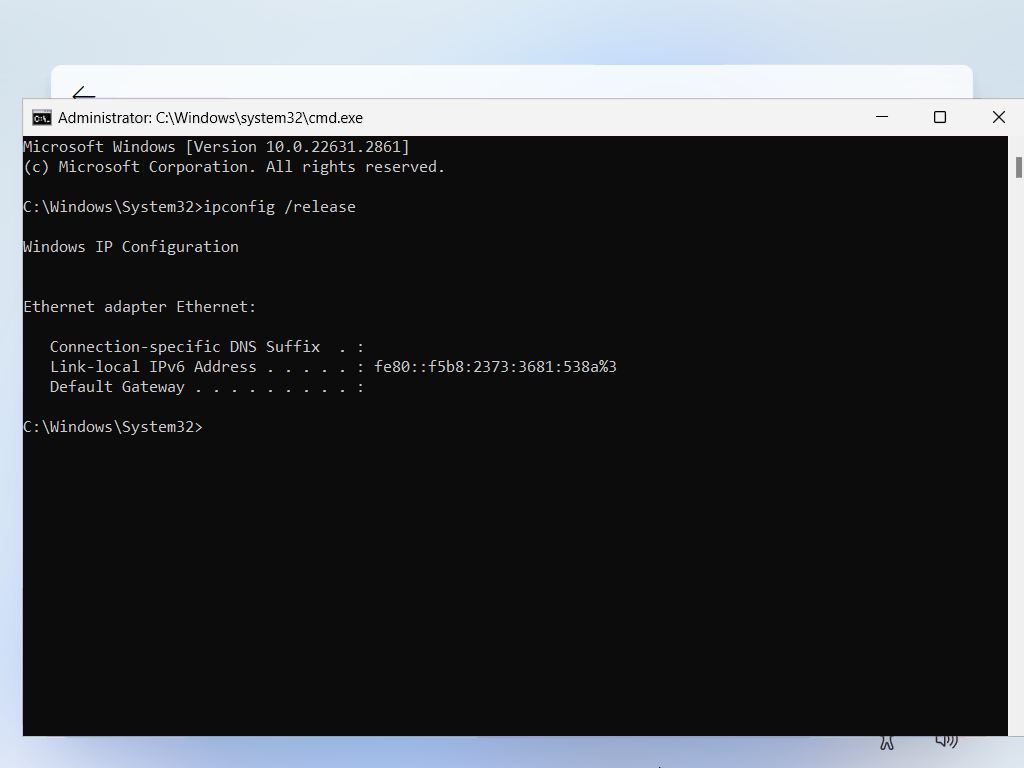 Administrator: C:\Windows\system32\cmd.exe
Microsoft Windows [Version 10.0.22631.2861]
(c) Microsoft Corporation. All rights reserved.
C:\Windows\System32>ipconfig /release
Windows IP Configuration
Ethernet adapter Ethernet:
Connection-specific DNS Suffix  . :
Link-local IPv6 Address . . . . . : fe80::f5b8:2373:3681:538a%3
Default Gateway . . . . . . . . . :
C:\Windows\System32>